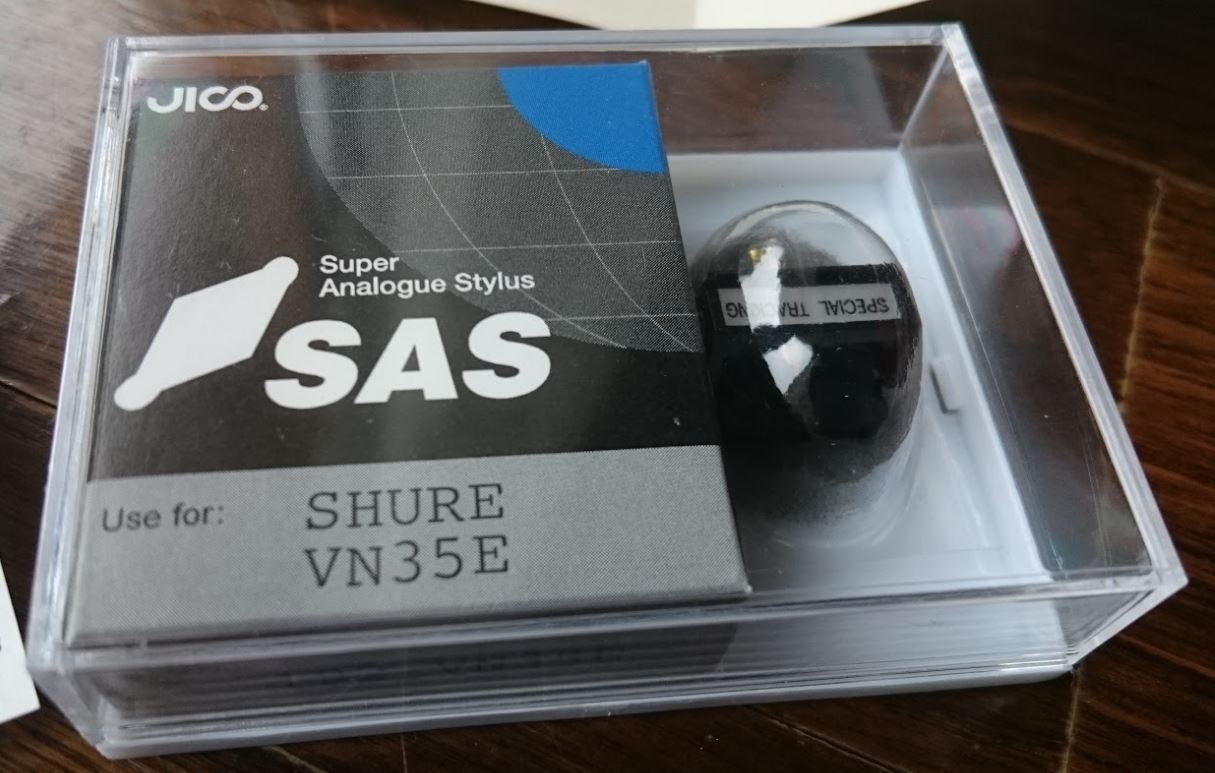 JICO®
Super
Analogue Stylus
SAS
Use for:
SHURE
VN35E
SPECIAL TRACKING